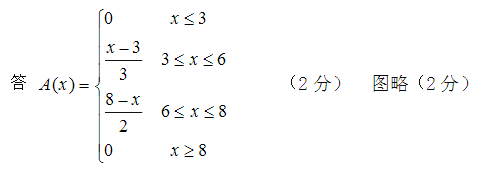 0 x ≤ 3
x − 3
3 3 ≤ x ≤ 6
答 A(x) = { （2 分） 图略（2 分）
8 − x
2 6 ≤ x ≤ 8
0 x ≥ 8